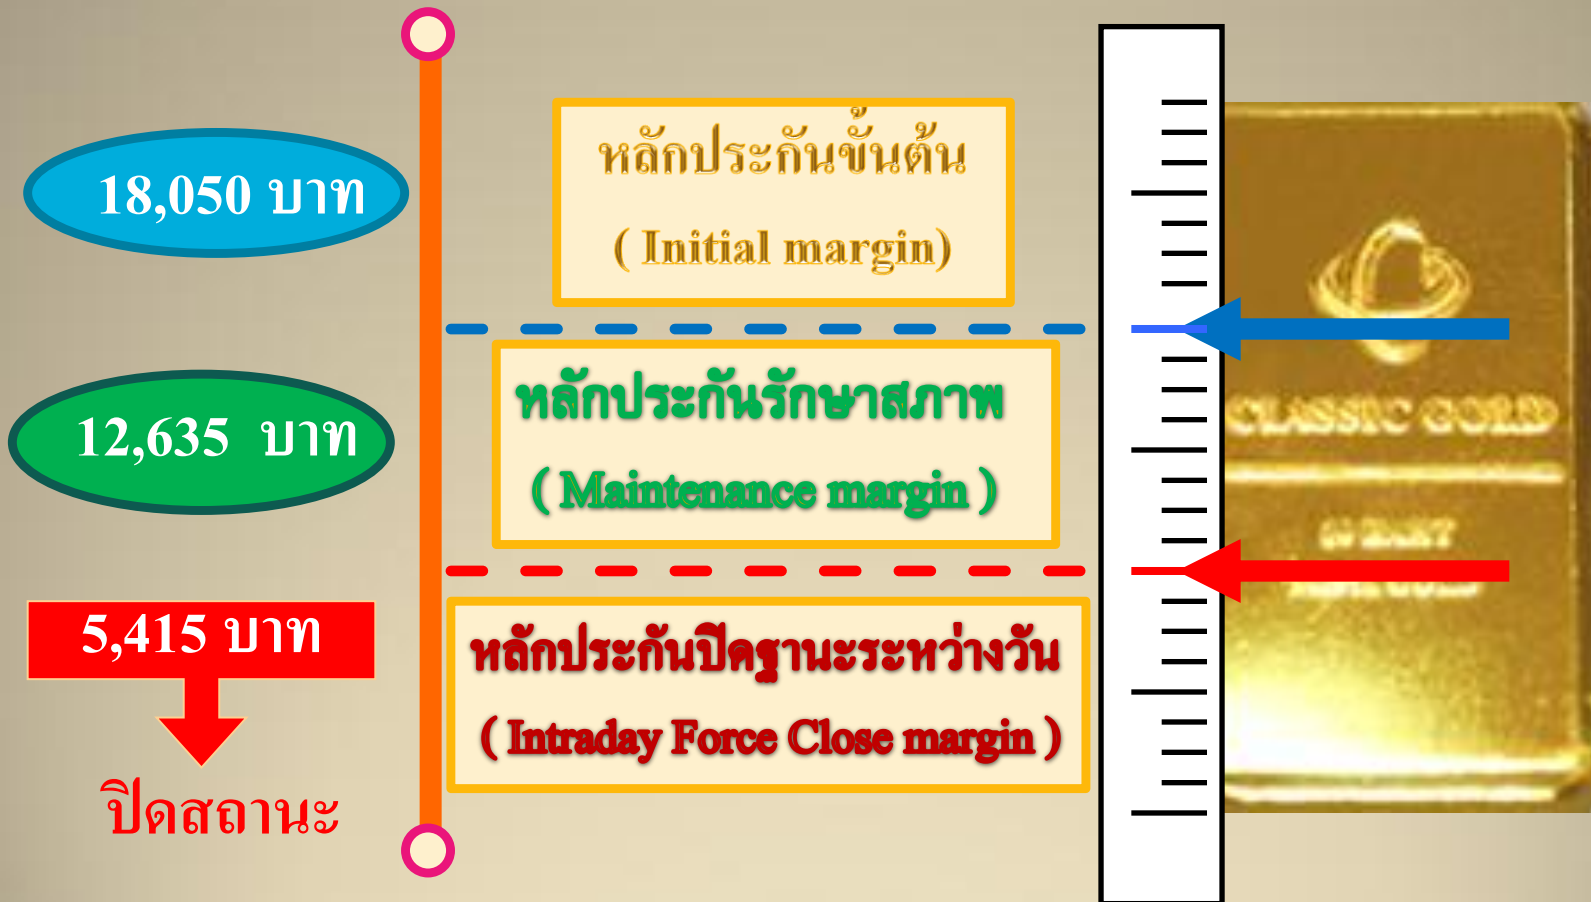 18,050 บาท
หลักประกันขั้นต้น
( Initial margin)
12,635 บาท
หลักประกันรักษาสภาพ
( Maintenance margin )
CLASSIC GOLD
5,415 บาท
ปิดสถานะ
หลักประกันปิดฐานะระหว่างวัน
( Intraday Force Close margin )